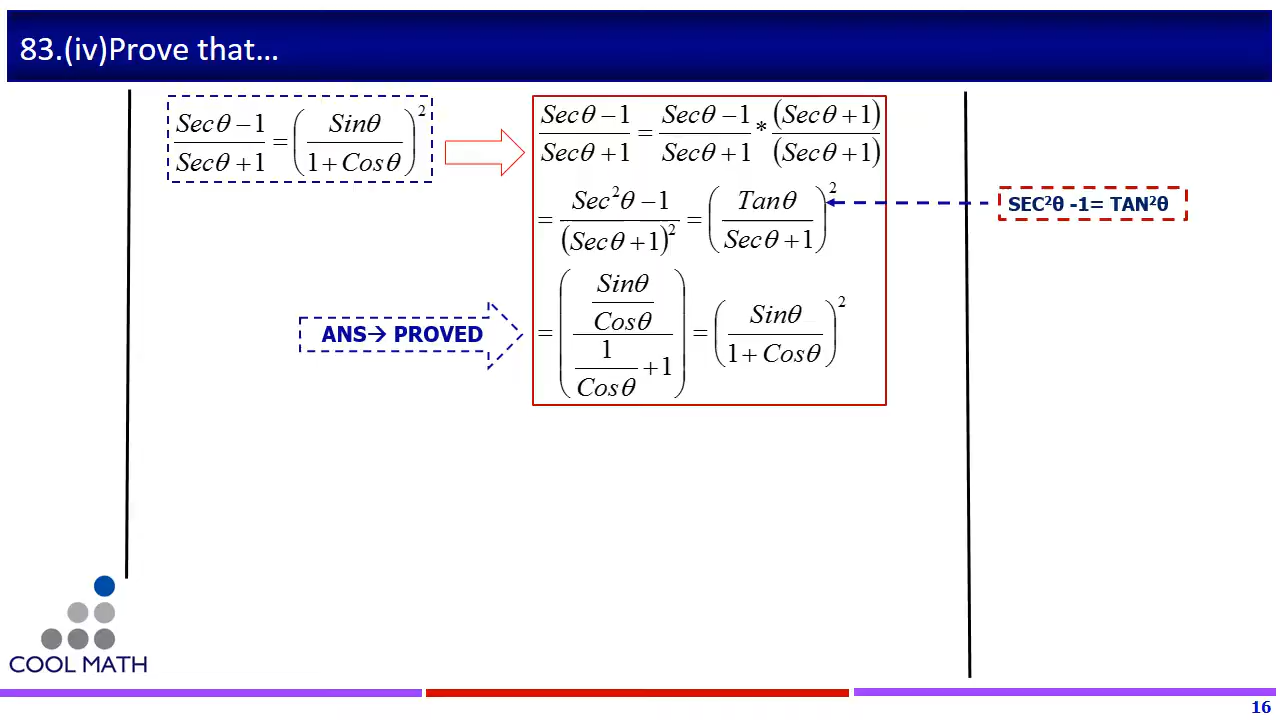 83.(iv)Prove that...
(Secθ − 1)/(Secθ + 1) = (Sinθ/(1 + Cosθ))²
(Secθ − 1)/(Secθ + 1) = (Secθ − 1)/(Secθ + 1) * (Secθ + 1)/(Secθ + 1)
= (Sec²θ − 1)/(Secθ + 1)² = (Tanθ/(Secθ + 1))²
SEC²θ -1= TAN²θ
ANS→ PROVED
= ((Sinθ/Cosθ)/(1/Cosθ + 1)) = (Sinθ/(1 + Cosθ))²
COOL MATH
16